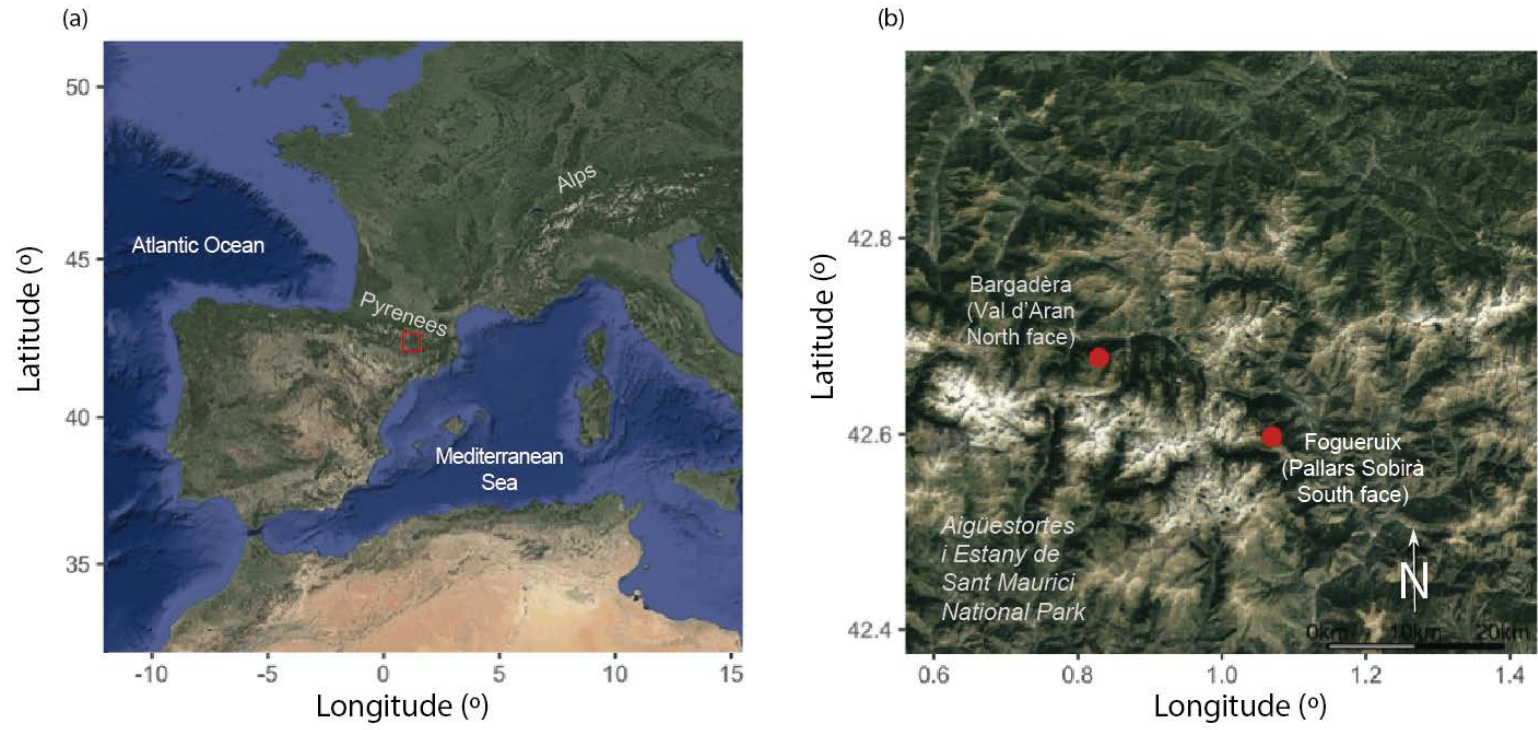 (a)
50
45
40
35
-10
-5
0
5
10
15
Latitude (º)
Longitude (º)
Atlantic Ocean
Alps
Pyrenees
Mediterranean
Sea
(b)
42.8
42.6
42.4
0.6
0.8
1.0
1.2
1.4
Latitude (º)
Longitude (º)
Bargadèra
(Val d'Aran
North face)
Fogueruix
(Pallars Sobirà
South face)
Aigüestortes
i Estany de
Sant Maurici
National Park
N
0km 10km 20km